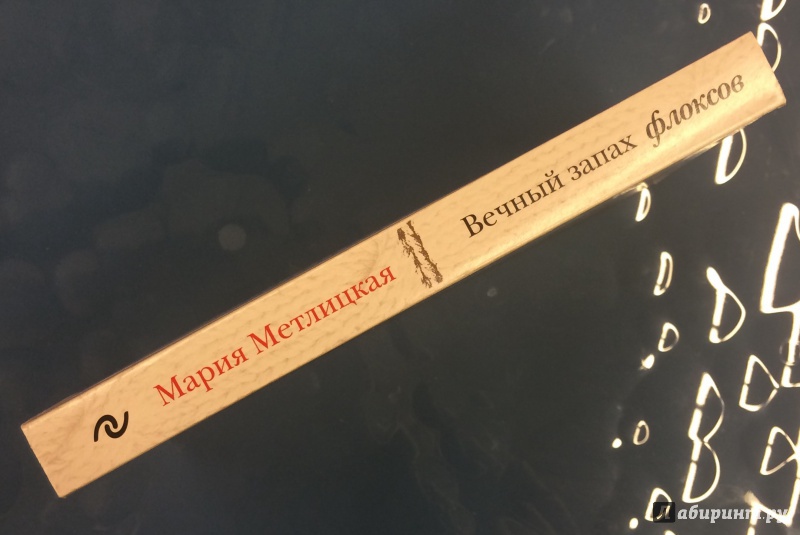 Мария Метлицкая
Вечный запах флоксов
Лабиринт.ру